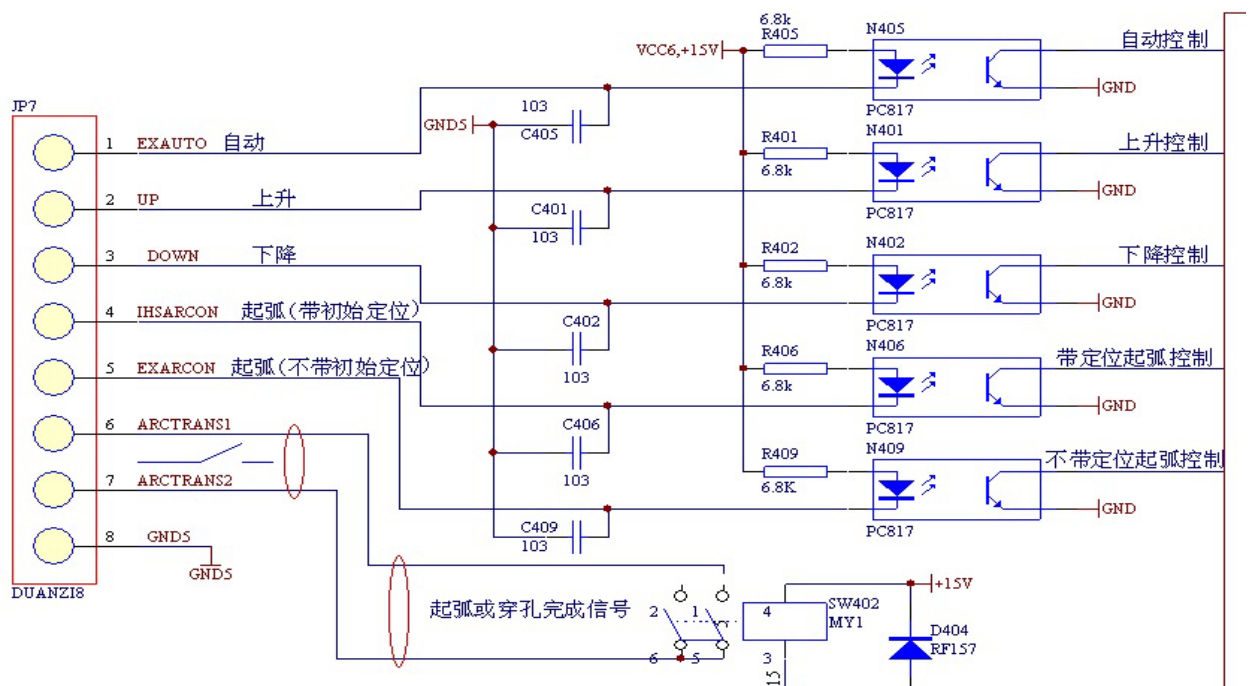 6.8k
R405
N405
自动控制
VCC6,+15V
GND
PC817
JP7
103
GND5
C405
1 EXAUTO 自动
N401
R401
上升控制
6.8k
GND
PC817
2 UP 上升
C401
103
N402
R402
下降控制
6.8k
GND
PC817
3 DOWN 下降
4 IHSARCON 起弧(带初始定位)
C402
103
N406
R406
带定位起弧控制
6.8k
GND
PC817
5 EXARCON 起弧(不带初始定位)
C406
103
N409
R409
不带定位起弧控制
6.8K
GND
PC817
6 ARCTRANS1
7 ARCTRANS2
C409
103
8 GND5
GND5
DUANZI8
起弧或穿孔完成信号
2 1
6 5
4
3
SW402
MY1
+15V
D404
RF157
15